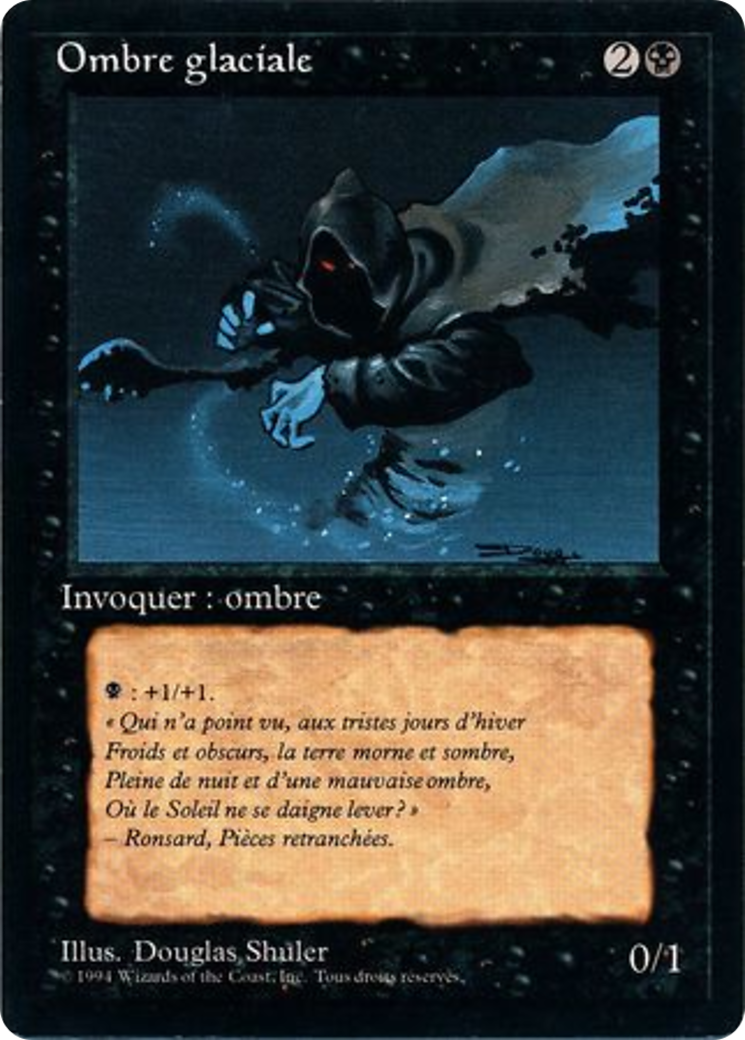 Ombre glaciale 2
Invoquer : ombre
: +1/+1.
« Qui n'a point vu, aux tristes jours d'hiver
Froids et obscurs, la terre morne et sombre,
Pleine de nuit et d'une mauvaise ombre,
Où le Soleil ne se daigne lever ? »
– Ronsard, Pièces retranchées.
Illus. Douglas Shuler
© 1994 Wizards of the Coast, Inc. Tous droits réservés.
0/1